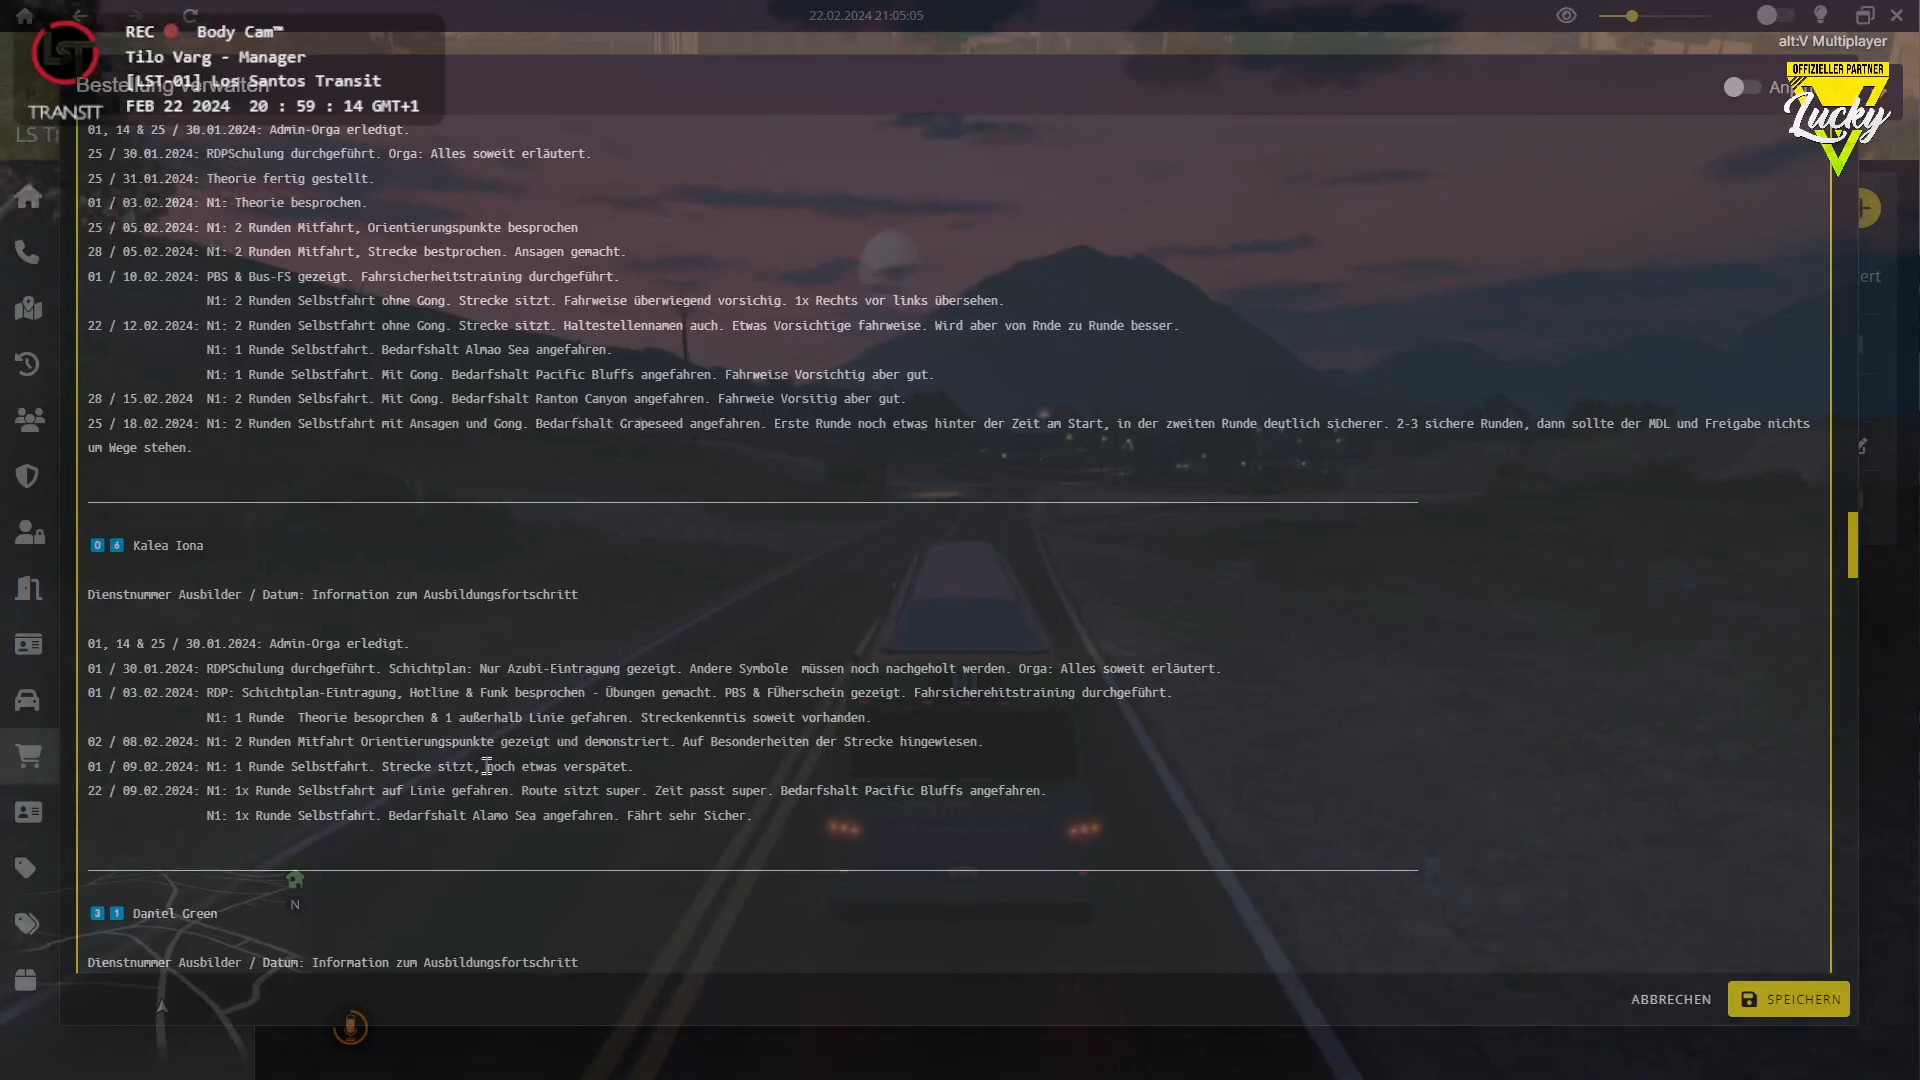 22.02.2024 21:05:05
REC Body Cam™
Tilo Varg - Manager
[LST-01] Los Santos Transit
FEB 22 2024 20 : 59 : 14 GMT+1
LST
TRANSIT
alt:V Multiplayer
OFFIZIELLER PARTNER
Lucky V
Bestellung verwalten
01, 14 & 25 / 30.01.2024: Admin-Orga erledigt.
25 / 30.01.2024: RDPSchulung durchgeführt. Orga: Alles soweit erläutert.
25 / 31.01.2024: Theorie fertig gestellt.
01 / 03.02.2024: N1: Theorie besprochen.
25 / 05.02.2024: N1: 2 Runden Mitfahrt, Orientierungspunkte besprochen
28 / 05.02.2024: N1: 2 Runden Mitfahrt, Strecke bestprochen. Ansagen gemacht.
01 / 10.02.2024: PBS & Bus-FS gezeigt. Fahrsicherheitstraining durchgeführt.
N1: 2 Runden Selbstfahrt ohne Gong. Strecke sitzt. Fahrweise überwiegend vorsichig. 1x Rechts vor links übersehen.
22 / 12.02.2024: N1: 2 Runden Selbstfahrt ohne Gong. Strecke sitzt. Haltestellennamen auch. Etwas Vorsichtige fahrweise. Wird aber von Rnde zu Runde besser.
N1: 1 Runde Selbstfahrt. Bedarfshalt Almao Sea angefahren.
N1: 1 Runde Selbstfahrt. Mit Gong. Bedarfshalt Pacific Bluffs angefahren. Fahrweise Vorsichtig aber gut.
28 / 15.02.2024 N1: 2 Runden Selbstfahrt. Mit Gong. Bedarfshalt Ranton Canyon angefahren. Fahrweie Vorsitig aber gut.
25 / 18.02.2024: N1: 2 Runden Selbstfahrt mit Ansagen und Gong. Bedarfshalt Grapeseed angefahren. Erste Runde noch etwas hinter der Zeit am Start, in der zweiten Runde deutlich sicherer. 2-3 sichere Runden, dann sollte der MDL und Freigabe nichts
um Wege stehen.
0 6 Kalea Iona
Dienstnummer Ausbilder / Datum: Information zum Ausbildungsfortschritt
01, 14 & 25 / 30.01.2024: Admin-Orga erledigt.
01 / 30.01.2024: RDPSchulung durchgeführt. Schichtplan: Nur Azubi-Eintragung gezeigt. Andere Symbole müssen noch nachgeholt werden. Orga: Alles soweit erläutert.
01 / 03.02.2024: RDP: Schichtplan-Eintragung, Hotline & Funk besprochen - Übungen gemacht. PBS & FÜherschein gezeigt. Fahrsicherehitstraining durchgeführt.
N1: 1 Runde Theorie besoprchen & 1 außerhalb Linie gefahren. Streckenkenntis soweit vorhanden.
02 / 08.02.2024: N1: 2 Runden Mitfahrt Orientierungspunkte gezeigt und demonstriert. Auf Besonderheiten der Strecke hingewiesen.
01 / 09.02.2024: N1: 1 Runde Selbstfahrt. Strecke sitzt, noch etwas verspätet.
22 / 09.02.2024: N1: 1x Runde Selbstfahrt auf Linie gefahren. Route sitzt super. Zeit passt super. Bedarfshalt Pacific Bluffs angefahren.
N1: 1x Runde Selbstfahrt. Bedarfshalt Alamo Sea angefahren. Fährt sehr Sicher.
3 1 Daniel Green
Dienstnummer Ausbilder / Datum: Information zum Ausbildungsfortschritt
N
ABBRECHEN
SPEICHERN